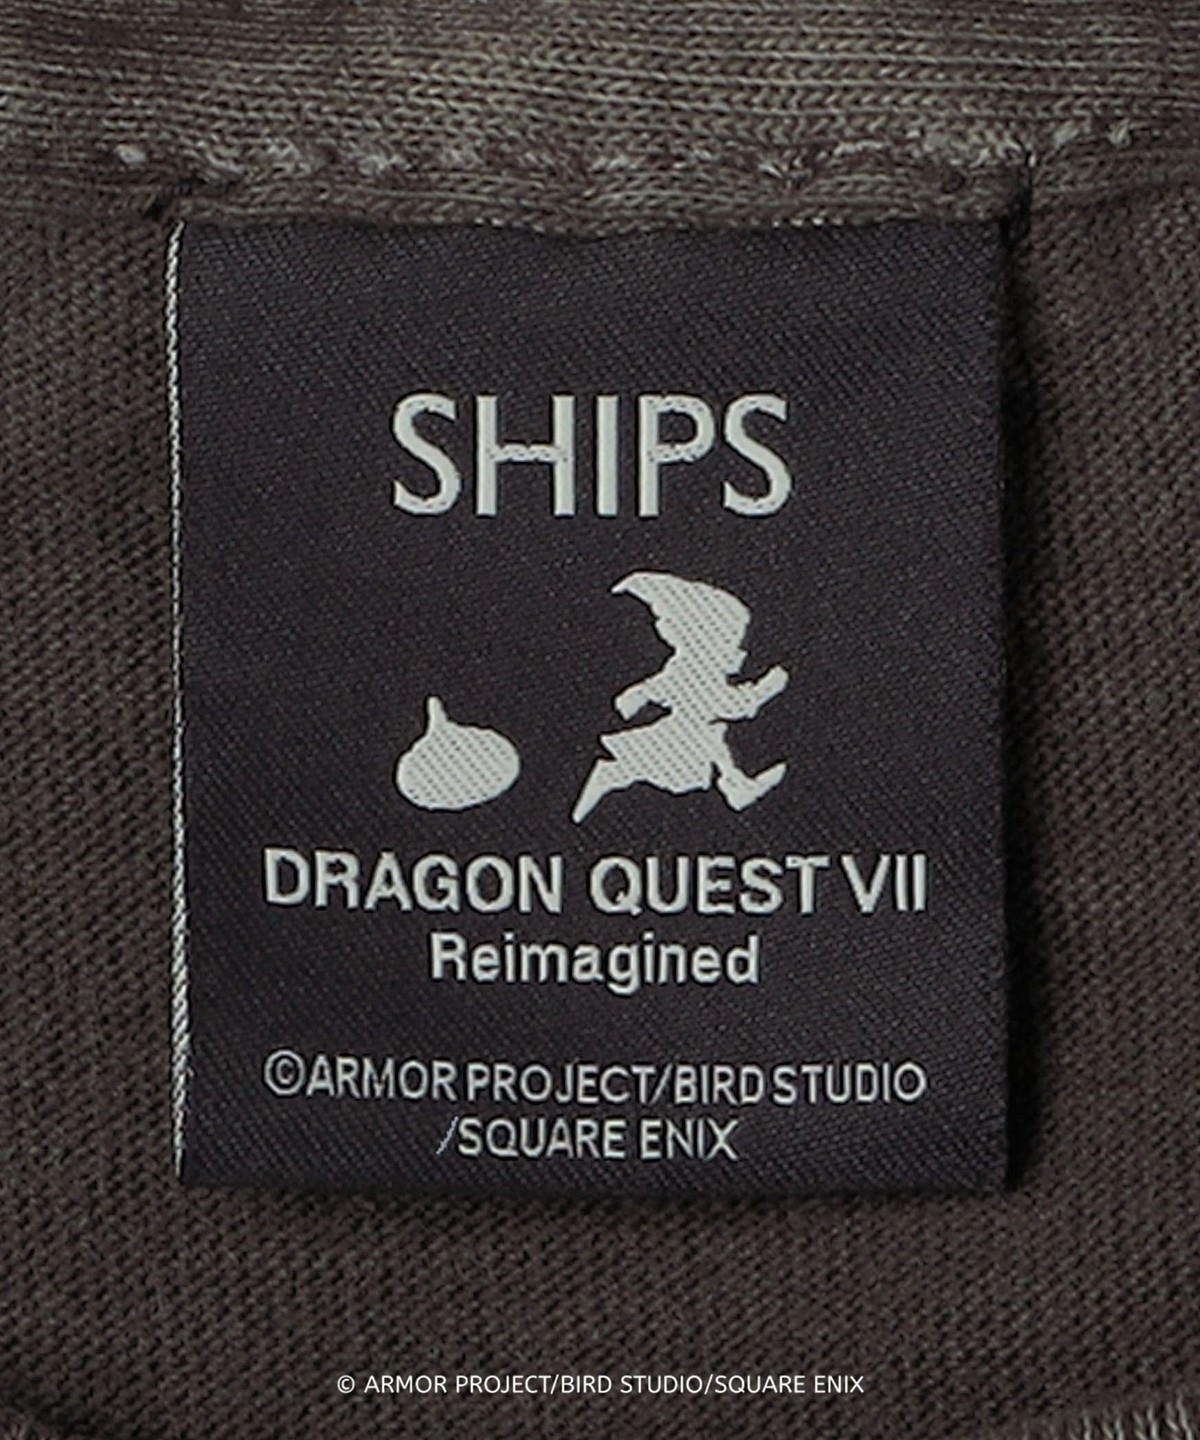 SHIPS
DRAGON QUEST VII
Reimagined
©ARMOR PROJECT/BIRD STUDIO
/SQUARE ENIX
© ARMOR PROJECT/BIRD STUDIO/SQUARE ENIX